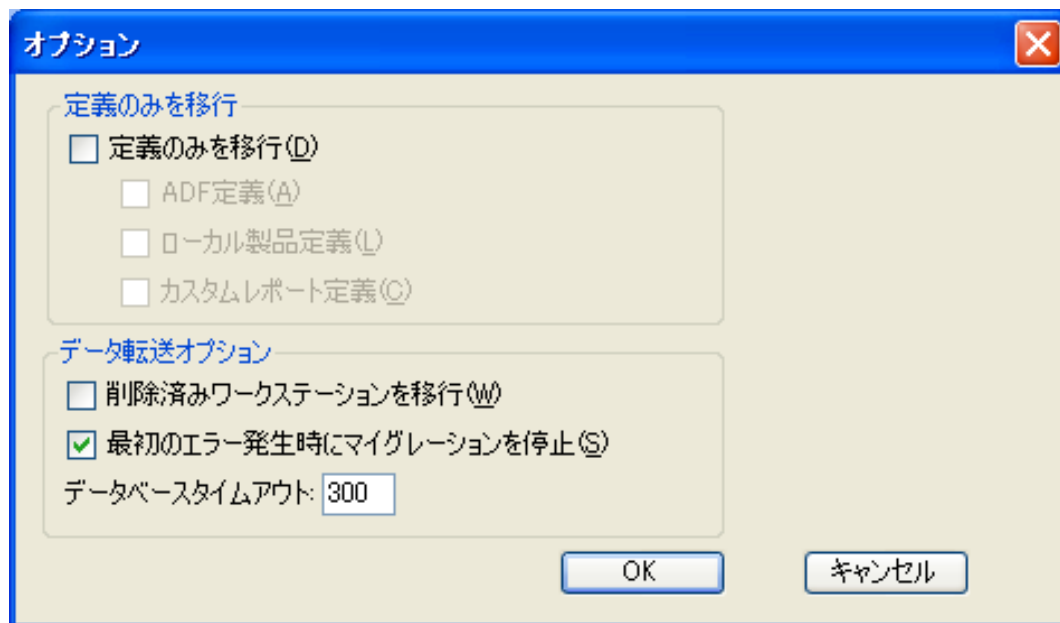 オプション
定義のみを移行
定義のみを移行(D)
ADF定義(A)
ローカル製品定義(L)
カスタムレポート定義(C)
データ転送オプション
削除済みワークステーションを移行(W)
最初のエラー発生時にマイグレーションを停止(S)
データベースタイムアウト: 300
OK キャンセル